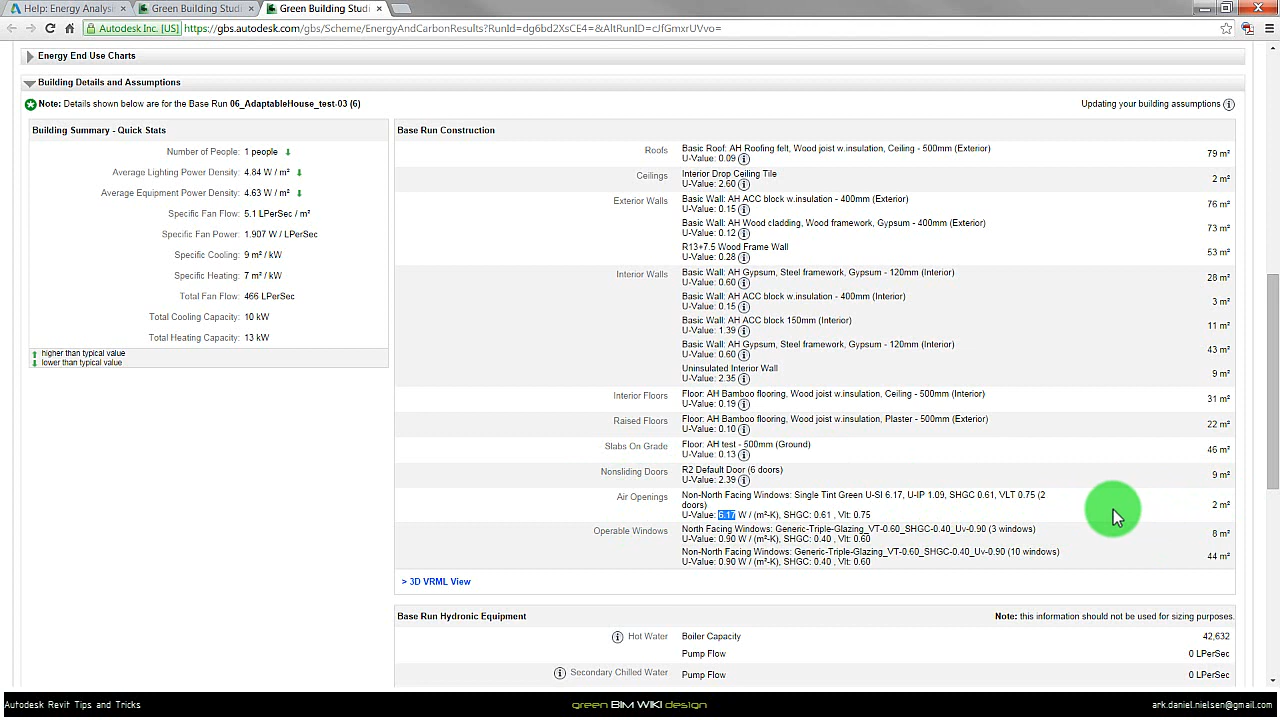 Help: Energy Analysi
Green Building Studi
Green Building Studi
Autodesk Inc. [US]
Energy End Use Charts
Building Details and Assumptions
Note: Details shown below are for the Base Run 06_AdaptableHouse_test-03 (6)
Updating your building assumptions
Building Summary - Quick Stats
Number of People: 1 people
Average Lighting Power Density: 4.84 W / m²
Average Equipment Power Density: 4.63 W / m²
Specific Fan Flow: 5.1 LPerSec / m²
Specific Fan Power: 1.907 W / LPerSec
Specific Cooling: 9 m² / kW
Specific Heating: 7 m² / kW
Total Fan Flow: 466 LPerSec
Total Cooling Capacity: 10 kW
Total Heating Capacity: 13 kW
higher than typical value
lower than typical value
Base Run Construction
Roofs
Basic Roof: AH Roofing felt, Wood joist w.insulation, Ceiling - 500mm (Exterior)
U-Value: 0.09
79 m²
Ceilings
Interior Drop Ceiling Tile
U-Value: 2.60
2 m²
Exterior Walls
Basic Wall: AH ACC block w.insulation - 400mm (Exterior)
U-Value: 0.15
76 m²
Basic Wall: AH Wood cladding, Wood framework, Gypsum - 400mm (Exterior)
U-Value: 0.12
73 m²
R13+7.5 Wood Frame Wall
U-Value: 0.28
53 m²
Interior Walls
Basic Wall: AH Gypsum, Steel framework, Gypsum - 120mm (Interior)
U-Value: 0.60
28 m²
Basic Wall: AH ACC block w.insulation - 400mm (Interior)
U-Value: 0.15
3 m²
Basic Wall: AH ACC block 150mm (Interior)
U-Value: 1.39
11 m²
Basic Wall: AH Gypsum, Steel framework, Gypsum - 120mm (Interior)
U-Value: 0.60
43 m²
Uninsulated Interior Wall
U-Value: 2.35
9 m²
Interior Floors
Floor: AH Bamboo flooring, Wood joist w.insulation, Ceiling - 500mm (Interior)
U-Value: 0.19
31 m²
Raised Floors
Floor: AH Bamboo flooring, Wood joist w.insulation, Plaster - 500mm (Exterior)
U-Value: 0.10
22 m²
Slabs On Grade
Floor: AH test - 500mm (Ground)
U-Value: 0.13
46 m²
Nonsliding Doors
R2 Default Door (6 doors)
U-Value: 2.39
9 m²
Air Openings
Non-North Facing Windows: Single Tint Green U-SI 6.17, U-IP 1.09, SHGC 0.61, VLT 0.75 (2
doors)
U-Value: 6.17 W / (m²-K), SHGC: 0.61 , Vlt: 0.75
2 m²
Operable Windows
North Facing Windows: Generic-Triple-Glazing_VT-0.60_SHGC-0.40_Uv-0.90 (3 windows)
U-Value: 0.90 W / (m²-K), SHGC: 0.40 , Vlt: 0.60
8 m²
Non-North Facing Windows: Generic-Triple-Glazing_VT-0.60_SHGC-0.40_Uv-0.90 (10 windows)
U-Value: 0.90 W / (m²-K), SHGC: 0.40 , Vlt: 0.60
44 m²
> 3D VRML View
Base Run Hydronic Equipment
Note: this information should not be used for sizing purposes.
Hot Water
Boiler Capacity
42,632
Pump Flow
0 LPerSec
Secondary Chilled Water
Pump Flow
0 LPerSec
Autodesk Revit Tips and Tricks
green BIM WIKI design
ark.daniel.nielsen@gmail.com